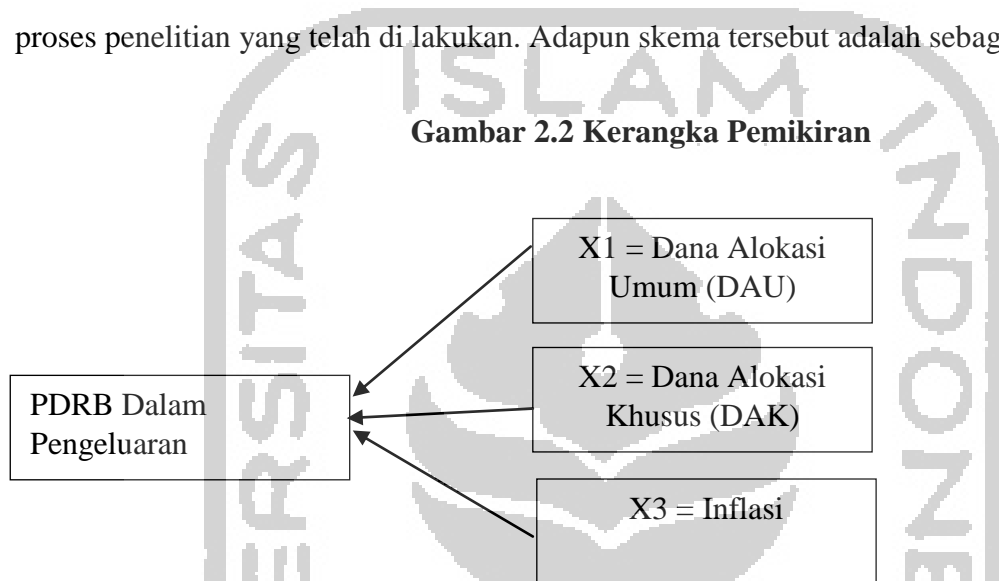 proses penelitian yang telah di lakukan. Adapun skema tersebut adalah sebag
Gambar 2.2 Kerangka Pemikiran
X1 = Dana Alokasi
Umum (DAU)
X2 = Dana Alokasi
Khusus (DAK)
PDRB Dalam
Pengeluaran
X3 = Inflasi
ISLAM